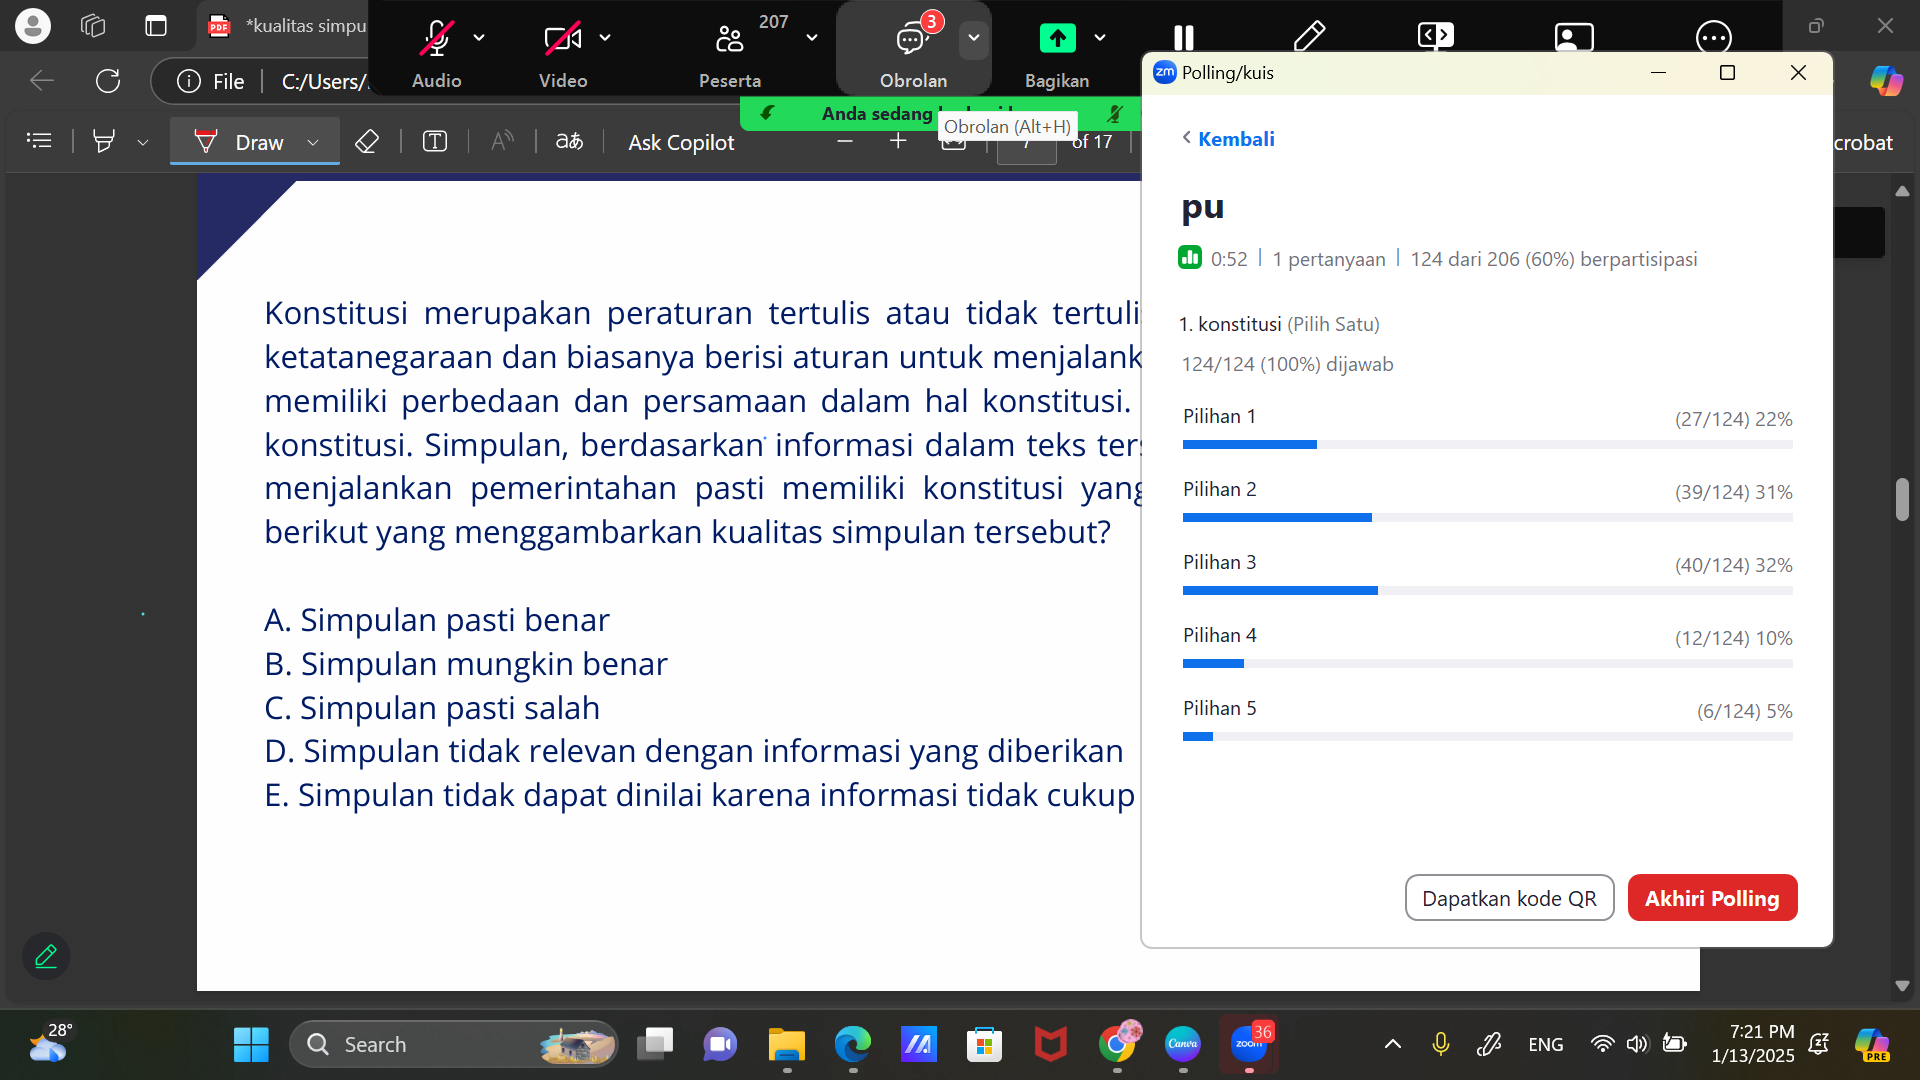 *kualitas simpu
Audio
Video
207
Peserta
3
Obrolan
Bagikan
File
C:/Users/
Anda sedang
Obrolan (Alt+H)
Draw
Ask Copilot
of 17
crobat
Polling/kuis
Kembali
pu
0:52 | 1 pertanyaan | 124 dari 206 (60%) berpartisipasi
1. konstitusi (Pilih Satu)
124/124 (100%) dijawab
Pilihan 1 (27/124) 22%
Pilihan 2 (39/124) 31%
Pilihan 3 (40/124) 32%
Pilihan 4 (12/124) 10%
Pilihan 5 (6/124) 5%
Dapatkan kode QR
Akhiri Polling
Konstitusi merupakan peraturan tertulis atau tidak
ketatanegaraan dan biasanya berisi aturan untuk
memiliki perbedaan dan persamaan dalam hal konstitusi.
konstitusi. Simpulan, berdasarkan informasi dalam teks
menjalankan pemerintahan pasti memiliki konstitusi
berikut yang menggambarkan kualitas simpulan tersebut?
A. Simpulan pasti benar
B. Simpulan mungkin benar
C. Simpulan pasti salah
D. Simpulan tidak relevan dengan informasi yang diberikan
E. Simpulan tidak dapat dinilai karena informasi tidak cukup
28°
Search
Canva
zoom
36
ENG
7:21 PM
1/13/2025
PRE